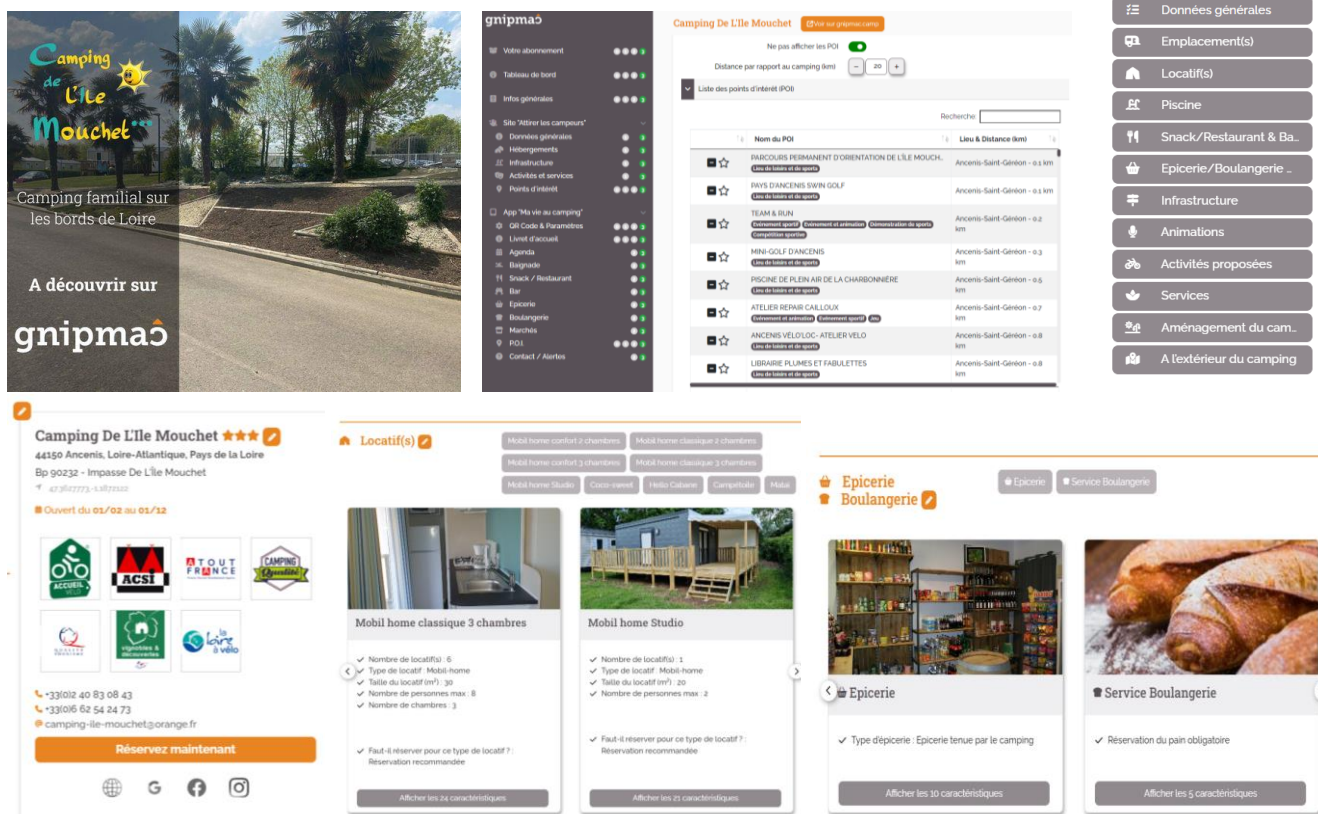 Camping
de
L'Ile
Mouchet***
Camping familial sur
les bords de Loire
A découvrir sur
gnipmac
gnipmac
Votre abonnement
Tableau de bord
Infos générales
Site "Attirer les campeurs"
Données générales
Hébergements
Infrastructure
Activités et services
Points d'intérêt
App "Ma vie au camping"
QR Code & Paramètres
Livret d'accueil
Agenda
Baignade
Snack / Restaurant
Bar
Epicerie
Boulangerie
Marchés
P.O.I.
Contact / Alertes
Camping De L'Ile Mouchet
Voir sur gnipmac.camp
Ne pas afficher les POI
Distance par rapport au camping (km) - 20 +
Liste des points d'intérêt (POI)
Recherche
Nom du POI Lieu & Distance (km)
PARCOURS PERMANENT D'ORIENTATION DE L'ÎLE MOUCH.. Ancenis-Saint-Géréon - 0.1 km
Lieu de loisirs et de sports
PAYS D'ANCENIS SWIN GOLF Ancenis-Saint-Géréon - 0.1 km
Lieu de loisirs et de sports
TEAM & RUN Ancenis-Saint-Géréon - 0.2 km
Evénement sportif Evénement et animation Démonstration de sports
Compétition sportive
MINI-GOLF D'ANCENIS Ancenis-Saint-Géréon - 0.3 km
Lieu de loisirs et de sports
PISCINE DE PLEIN AIR DE LA CHARBONNIÈRE Ancenis-Saint-Géréon - 0.5 km
Lieu de loisirs et de sports
ATELIER REPAIR CAILLOUX Ancenis-Saint-Géréon - 0.7 km
Evénement et animation Evénement sportif Jeu
ANCENIS VÉLO'LOC- ATELIER VELO Ancenis-Saint-Géréon - 0.8 km
Lieu de loisirs et de sports
LIBRAIRIE PLUMES ET FABULETTES Ancenis-Saint-Géréon - 0.8 km
Lieu de loisirs et de sports
Données générales
Emplacement(s)
Locatif(s)
Piscine
Snack/Restaurant & Ba...
Epicerie/Boulangerie ...
Infrastructure
Animations
Activités proposées
Services
Aménagement du cam...
A l'extérieur du camping
Camping De L'Ile Mouchet
44150 Ancenis, Loire-Atlantique, Pays de la Loire
Bp 90232 - Impasse De L'Île Mouchet
Ouvert du 01/02 au 01/12
ACCUEIL VÉLO
ACSI
ATOUT FRANCE
CAMPING Qualité
QUALITÉ TOURISME
vignobles & découvertes
la Loire à vélo
+33(0)2 40 83 08 43
+33(0)6 62 54 24 73
camping-ile-mouchet@orange.fr
Réservez maintenant
Locatif(s)
Mobil home confort 2 chambres Mobil home classique 2 chambres
Mobil home confort 3 chambres Mobil home classique 3 chambres
Mobil home Studio Coco-sweet Hello Cabane Campétoile
Mobil home classique 3 chambres
Nombre de locatif(s) : 6
Type de locatif : Mobil-home
Taille du locatif (m²) : 30
Nombre de personnes max : 8
Nombre de chambres : 3
Faut-il réserver pour ce type de locatif ? :
Réservation recommandée
Afficher les 24 caractéristiques
Mobil home Studio
Nombre de locatif(s) : 1
Type de locatif : Mobil-home
Taille du locatif (m²) : 20
Nombre de personnes max : 2
Faut-il réserver pour ce type de locatif ? :
Réservation recommandée
Afficher les 21 caractéristiques
Epicerie
Boulangerie
Epicerie Service Boulangerie
Epicerie
Type d'épicerie : Epicerie tenue par le camping
Afficher les 10 caractéristiques
Service Boulangerie
Réservation du pain obligatoire
Afficher les 5 caractéristiques